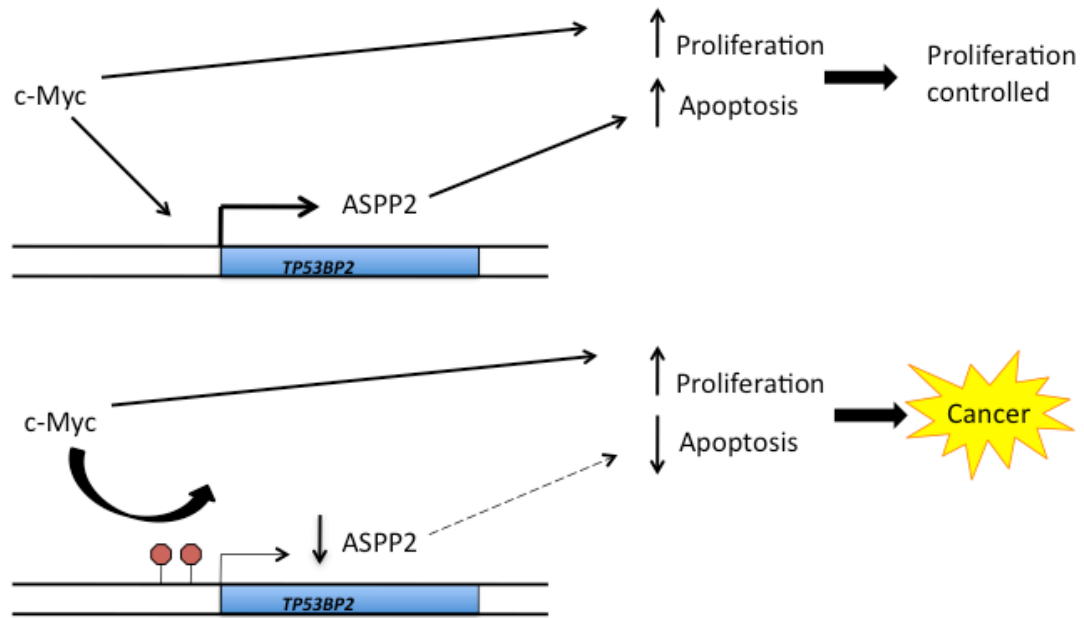 Proliferation
Proliferation
controlled
c-Myc
Apoptosis
ASPP2
TP53BP2
Proliferation
Cancer
c-Myc
Apoptosis
ASPP2
TP53BP2